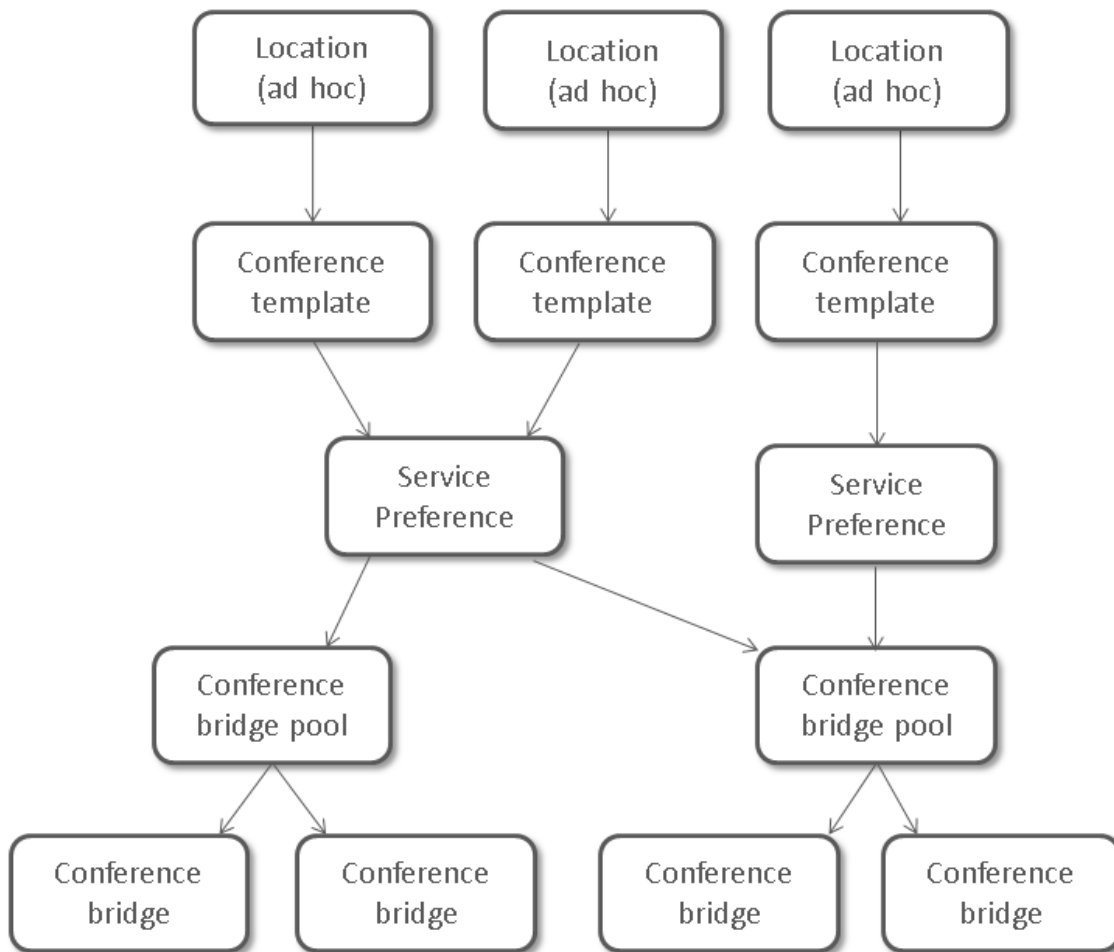 Location
(ad hoc)
Location
(ad hoc)
Location
(ad hoc)
Conference
template
Conference
template
Conference
template
Service
Preference
Service
Preference
Conference
bridge pool
Conference
bridge pool
Conference
bridge
Conference
bridge
Conference
bridge
Conference
bridge